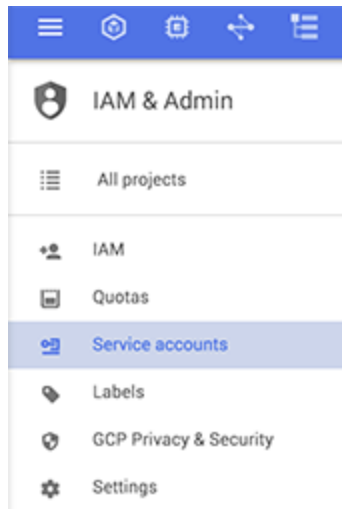 IAM & Admin
All projects
IAM
Quotas
Service accounts
Labels
GCP Privacy & Security
Settings